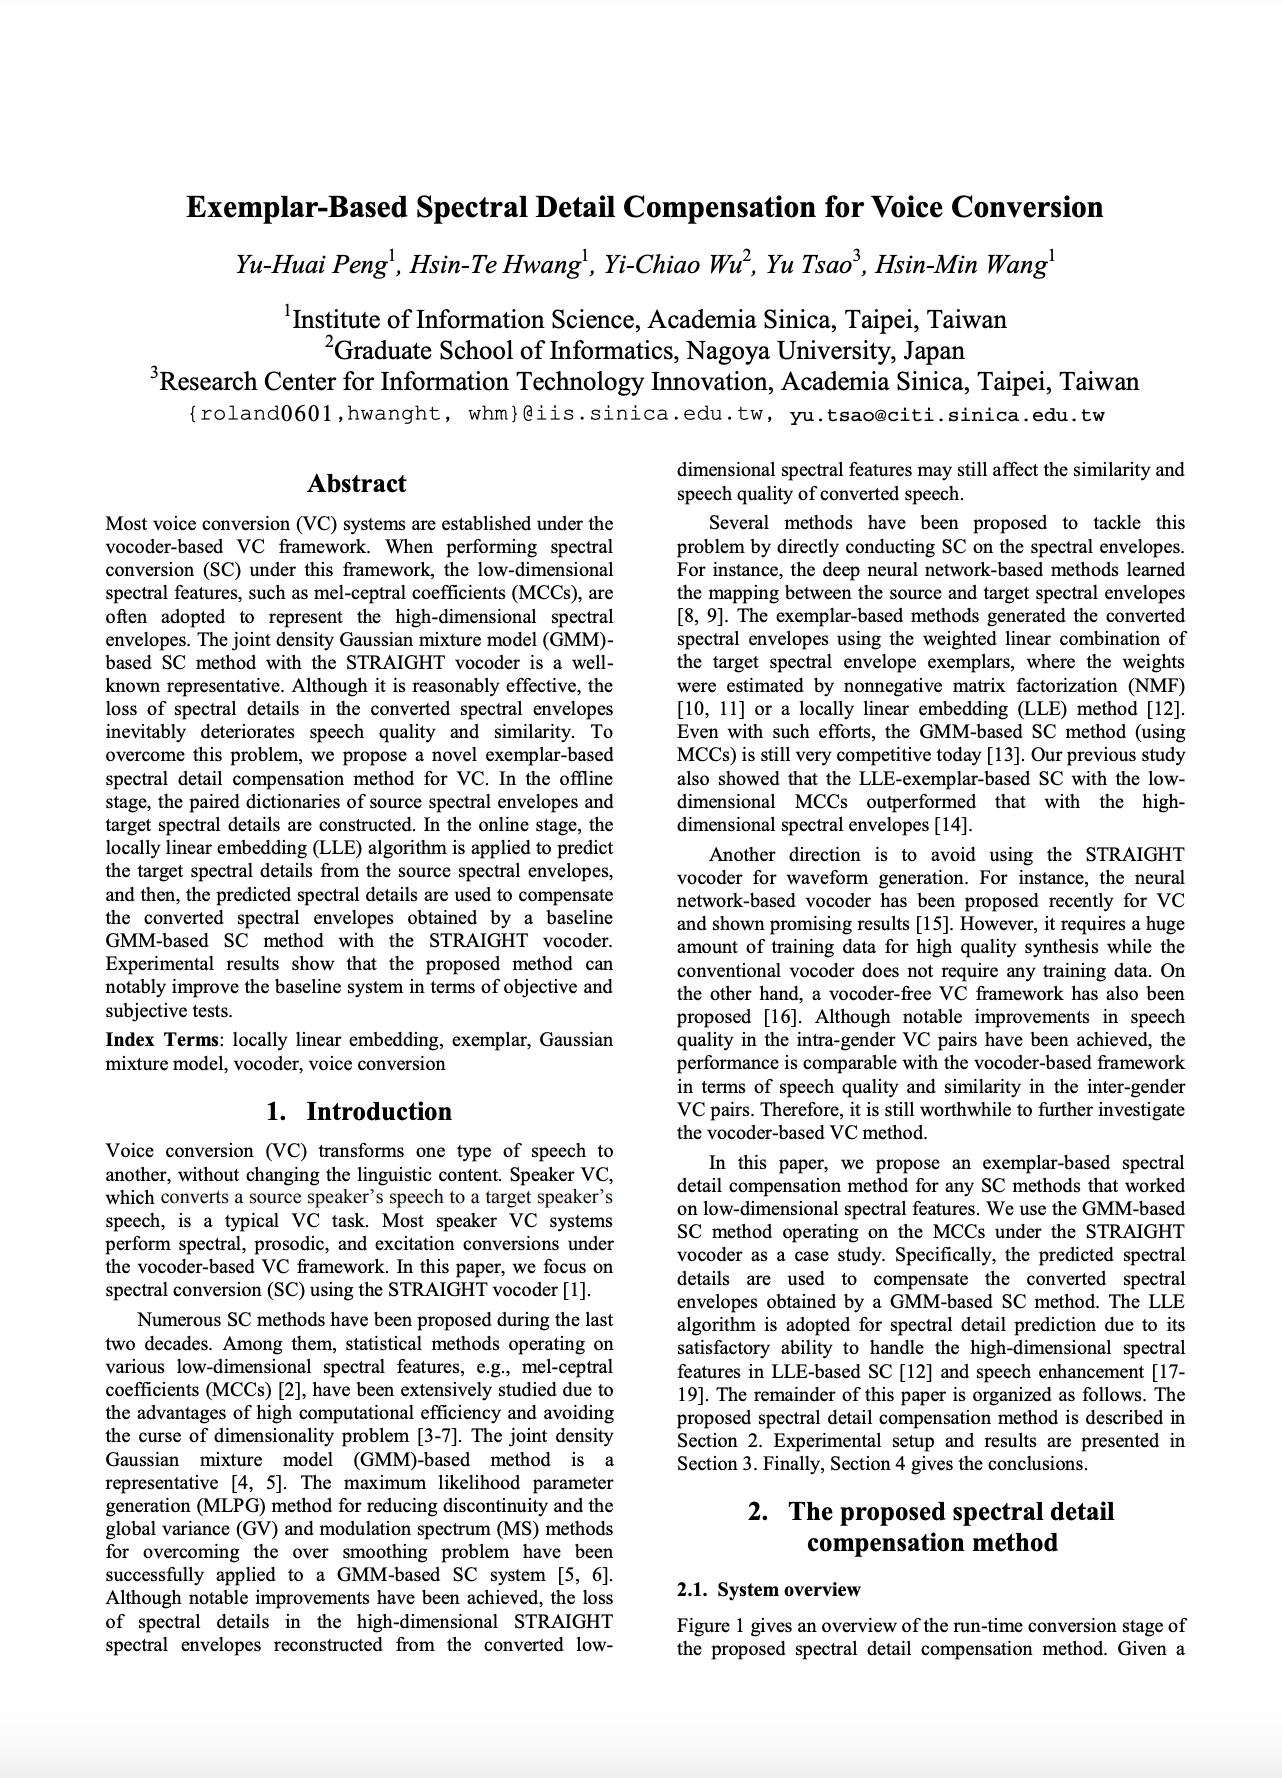 Exemplar-Based Spectral Detail Compensation for Voice Conversion
Yu-Huai Peng1, Hsin-Te Hwang1, Yi-Chiao Wu2, Yu Tsao3, Hsin-Min Wang1
1Institute of Information Science, Academia Sinica, Taipei, Taiwan
2Graduate School of Informatics, Nagoya University, Japan
3Research Center for Information Technology Innovation, Academia Sinica, Taipei, Taiwan
{roland0601,hwanght, whm}@iis.sinica.edu.tw, yu.tsao@citi.sinica.edu.tw
Abstract
Most voice conversion (VC) systems are established under the
vocoder-based VC framework. When performing spectral
conversion (SC) under this framework, the low-dimensional
spectral features, such as mel-ceptral coefficients (MCCs), are
often adopted to represent the high-dimensional spectral
envelopes. The joint density Gaussian mixture model (GMM)-
based SC method with the STRAIGHT vocoder is a well-
known representative. Although it is reasonably effective, the
loss of spectral details in the converted spectral envelopes
inevitably deteriorates speech quality and similarity. To
overcome this problem, we propose a novel exemplar-based
spectral detail compensation method for VC. In the offline
stage, the paired dictionaries of source spectral envelopes and
target spectral details are constructed. In the online stage, the
locally linear embedding (LLE) algorithm is applied to predict
the target spectral details from the source spectral envelopes,
and then, the predicted spectral details are used to compensate
the converted spectral envelopes obtained by a baseline
GMM-based SC method with the STRAIGHT vocoder.
Experimental results show that the proposed method can
notably improve the baseline system in terms of objective and
subjective tests.
Index Terms: locally linear embedding, exemplar, Gaussian
mixture model, vocoder, voice conversion
1. Introduction
Voice conversion (VC) transforms one type of speech to
another, without changing the linguistic content. Speaker VC,
which converts a source speaker's speech to a target speaker's
speech, is a typical VC task. Most speaker VC systems
perform spectral, prosodic, and excitation conversions under
the vocoder-based VC framework. In this paper, we focus on
spectral conversion (SC) using the STRAIGHT vocoder [1].
Numerous SC methods have been proposed during the last
two decades. Among them, statistical methods operating on
various low-dimensional spectral features, e.g., mel-ceptral
coefficients (MCCs) [2], have been extensively studied due to
the advantages of high computational efficiency and avoiding
the curse of dimensionality problem [3-7]. The joint density
Gaussian mixture model (GMM)-based method is a
representative [4, 5]. The maximum likelihood parameter
generation (MLPG) method for reducing discontinuity and the
global variance (GV) and modulation spectrum (MS) methods
for overcoming the over smoothing problem have been
successfully applied to a GMM-based SC system [5, 6].
Although notable improvements have been achieved, the loss
of spectral details in the high-dimensional STRAIGHT
spectral envelopes reconstructed from the converted low-
dimensional spectral features may still affect the similarity and
speech quality of converted speech.
Several methods have been proposed to tackle this
problem by directly conducting SC on the spectral envelopes.
For instance, the deep neural network-based methods learned
the mapping between the source and target spectral envelopes
[8, 9]. The exemplar-based methods generated the converted
spectral envelopes using the weighted linear combination of
the target spectral envelope exemplars, where the weights
were estimated by nonnegative matrix factorization (NMF)
[10, 11] or a locally linear embedding (LLE) method [12].
Even with such efforts, the GMM-based SC method (using
MCCs) is still very competitive today [13]. Our previous study
also showed that the LLE-exemplar-based SC with the low-
dimensional MCCs outperformed that with the high-
dimensional spectral envelopes [14].
Another direction is to avoid using the STRAIGHT
vocoder for waveform generation. For instance, the neural
network-based vocoder has been proposed recently for VC
and shown promising results [15]. However, it requires a huge
amount of training data for high quality synthesis while the
conventional vocoder does not require any training data. On
the other hand, a vocoder-free VC framework has also been
proposed [16]. Although notable improvements in speech
quality in the intra-gender VC pairs have been achieved, the
performance is comparable with the vocoder-based framework
in terms of speech quality and similarity in the inter-gender
VC pairs. Therefore, it is still worthwhile to further investigate
the vocoder-based VC method.
In this paper, we propose an exemplar-based spectral
detail compensation method for any SC methods that worked
on low-dimensional spectral features. We use the GMM-based
SC method operating on the MCCs under the STRAIGHT
vocoder as a case study. Specifically, the predicted spectral
details are used to compensate the converted spectral
envelopes obtained by a GMM-based SC method. The LLE
algorithm is adopted for spectral detail prediction due to its
satisfactory ability to handle the high-dimensional spectral
features in LLE-based SC [12] and speech enhancement [17-
19]. The remainder of this paper is organized as follows. The
proposed spectral detail compensation method is described in
Section 2. Experimental setup and results are presented in
Section 3. Finally, Section 4 gives the conclusions.
2. The proposed spectral detail
compensation method
2.1. System overview
Figure 1 gives an overview of the run-time conversion stage of
the proposed spectral detail compensation method. Given a